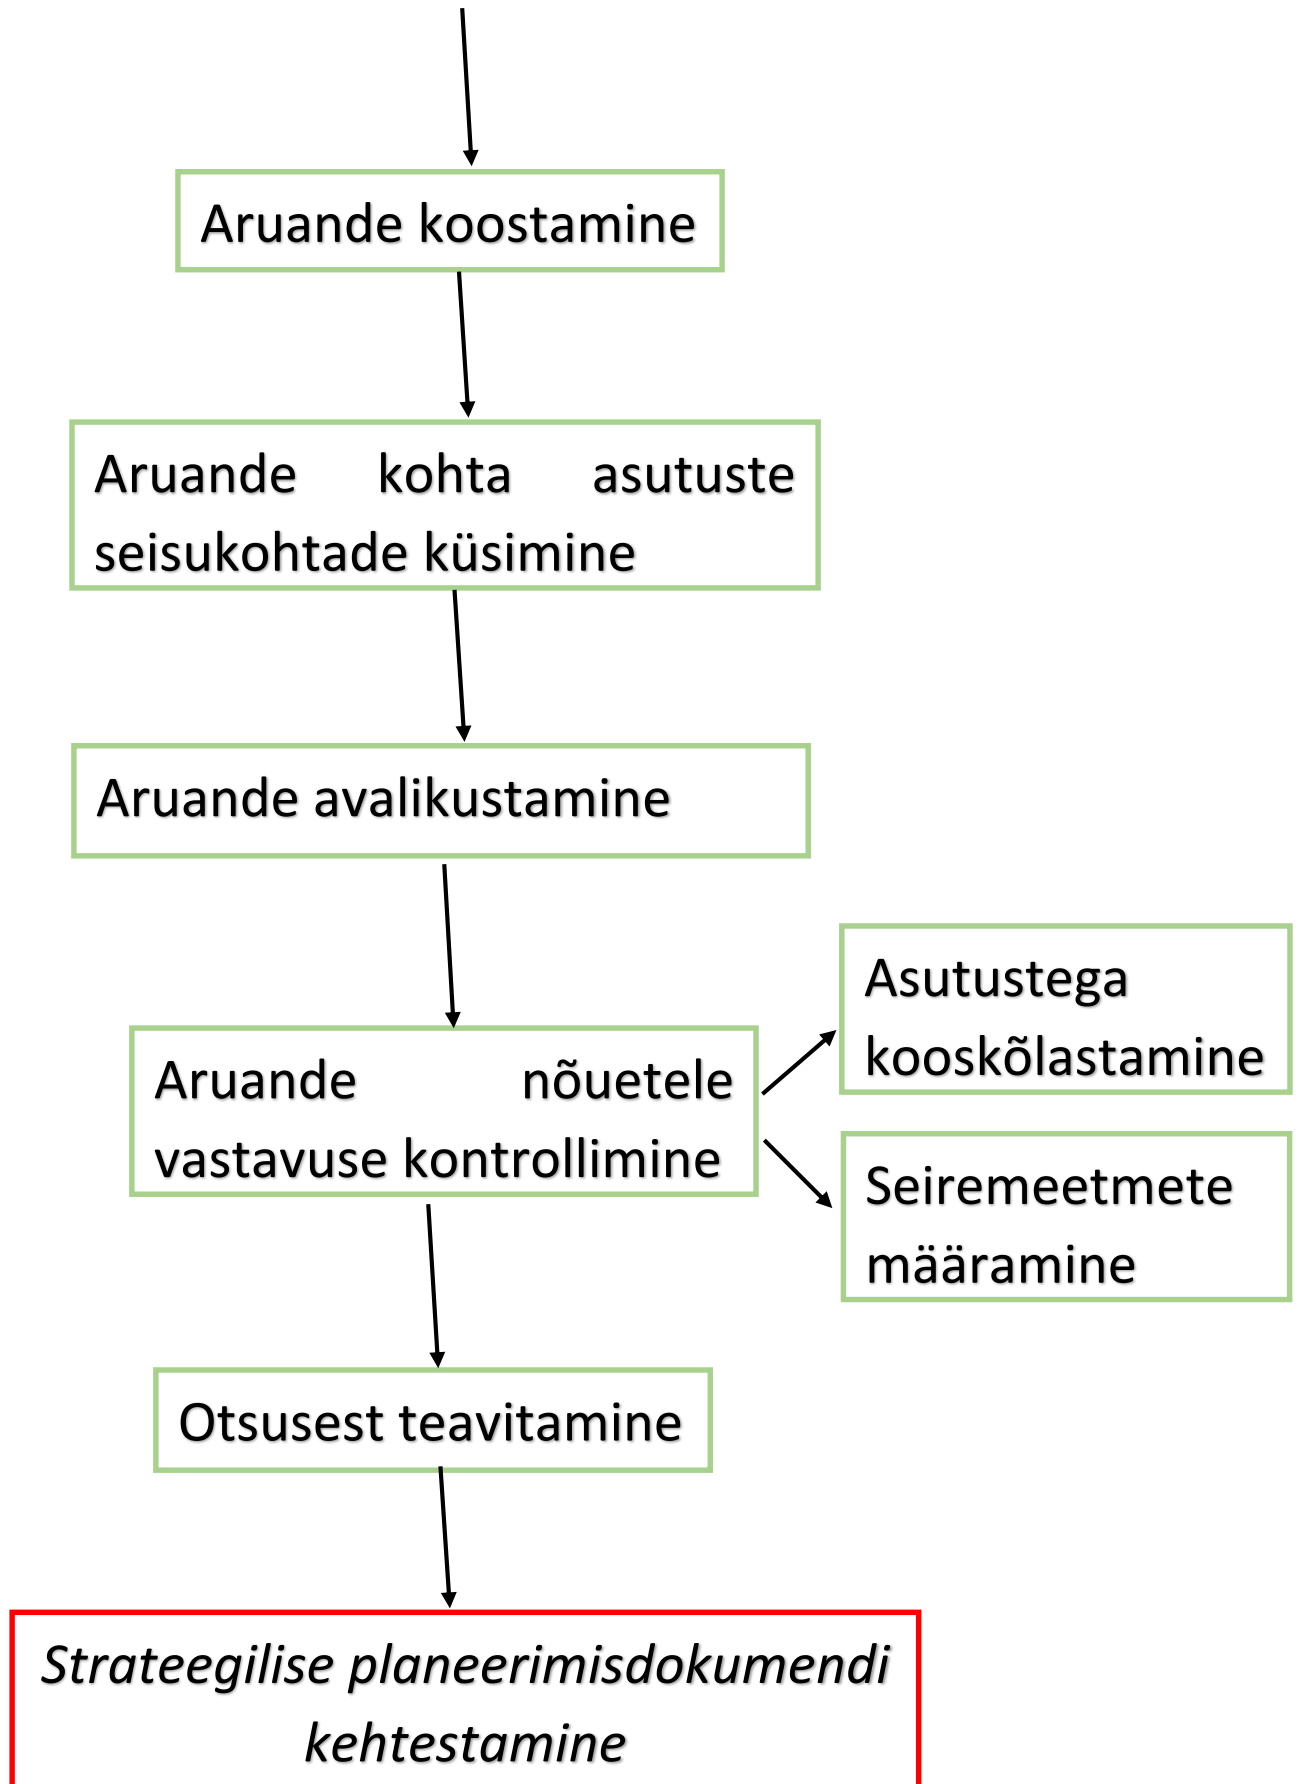 Aruande koostamine
Aruande kohta asutuste
seisukohtade küsimine
Aruande avalikustamine
Aruande nõuetele
vastavuse kontrollimine
Asutustega
kooskõlastamine
Seiremeetmete
määramine
Otsusest teavitamine
Strateegilise planeerimisdokumendi
kehtestamine